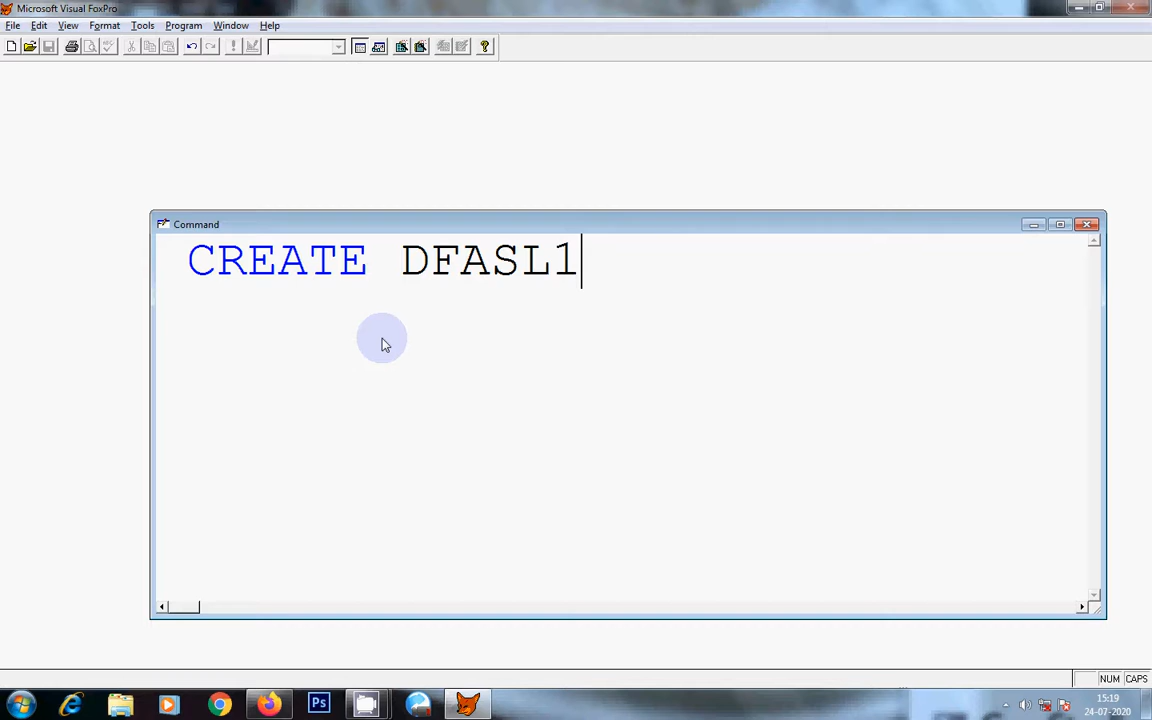 Microsoft Visual FoxPro
File Edit View Format Tools Program Window Help
Command
CREATE DFASL1
NUM CAPS
Ps
15:19
24-07-2020